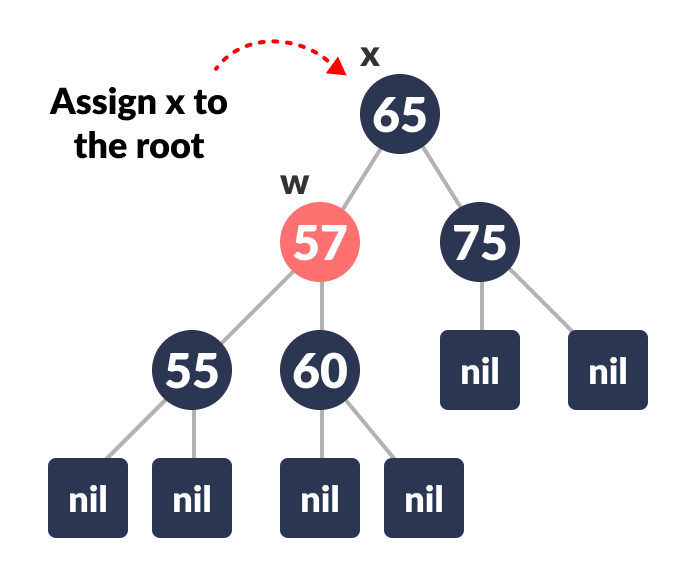 x
Assign x to
the root
65
w
57
75
55
60
nil
nil
nil
nil
nil
nil